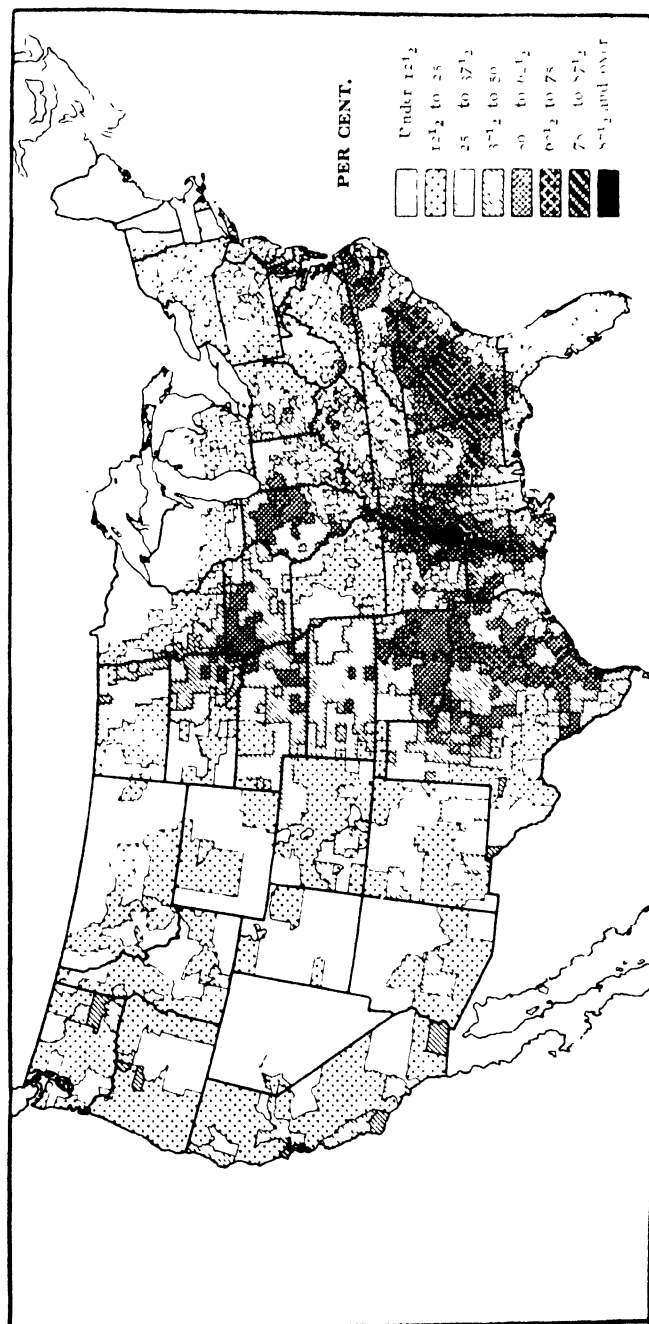 PER CENT.
Under 12½
12½ to 25
25 to 37½
37½ to 50
50 to 62½
62½ to 75
75 to 87½
87½ and over